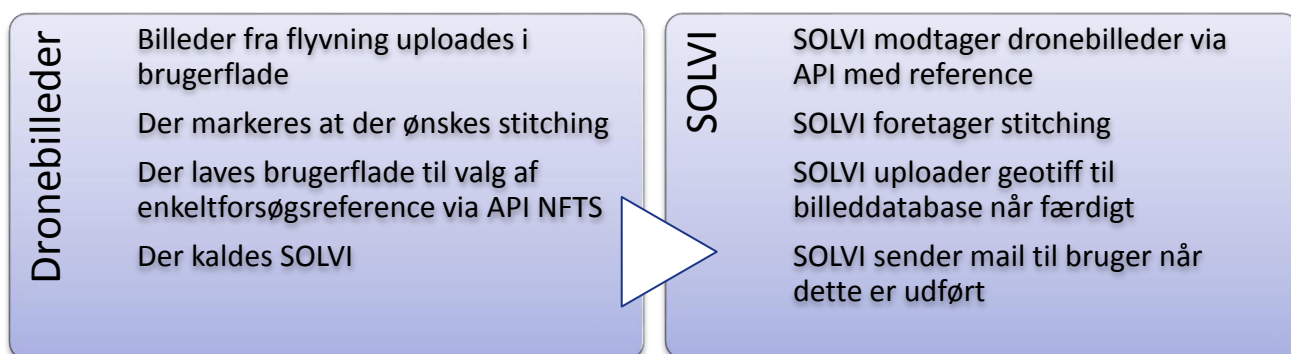 Dronebilleder
Billeder fra flyvning uploades i
brugerflade
Der markeres at der ønskes stitching
Der laves brugerflade til valg af
enkeltforsøgsreference via API NFTS
Der kaldes SOLVI
SOLVI
SOLVI modtager dronebilleder via
API med reference
SOLVI foretager stitching
SOLVI uploader geotiff til
billeddatabase når færdigt
SOLVI sender mail til bruger når
dette er udført